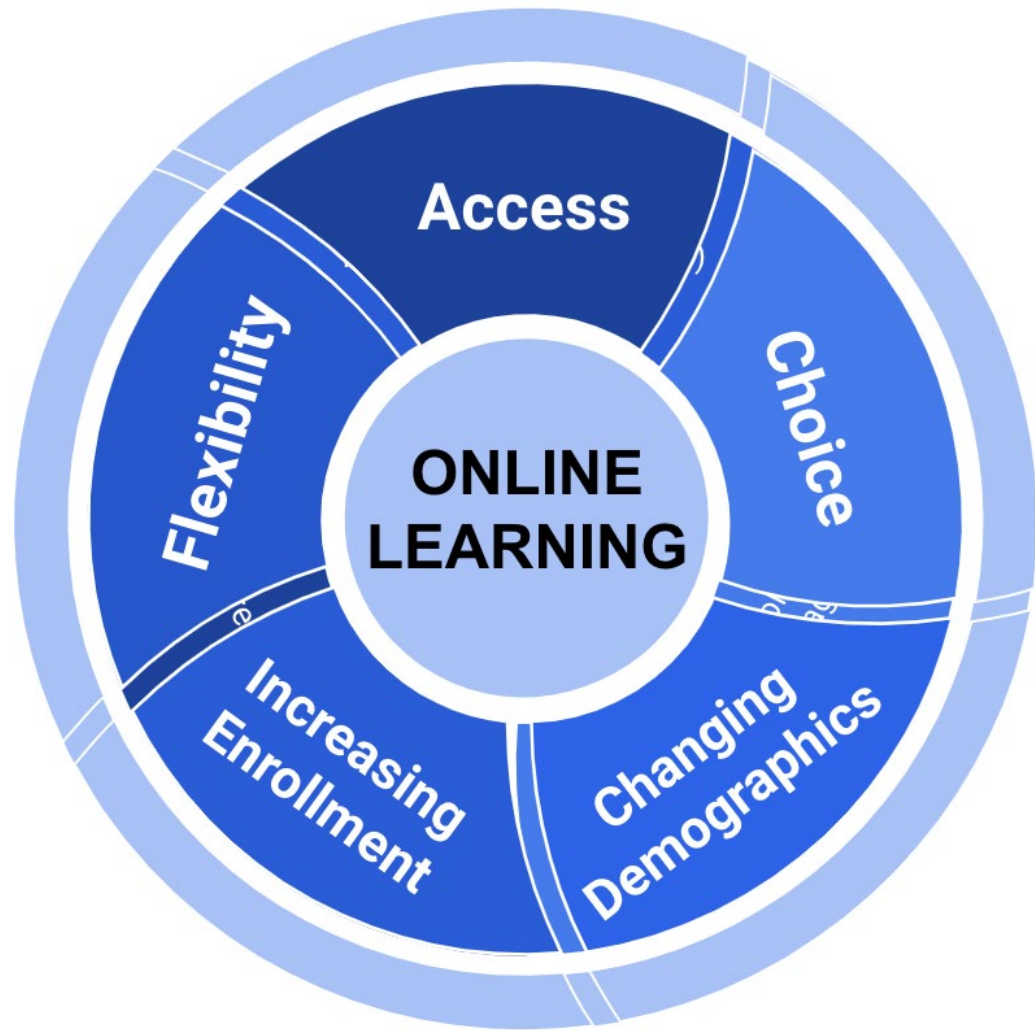 Access
Choice
Changing
Demographics
Increasing
Enrollment
Flexibility
ONLINE
LEARNING